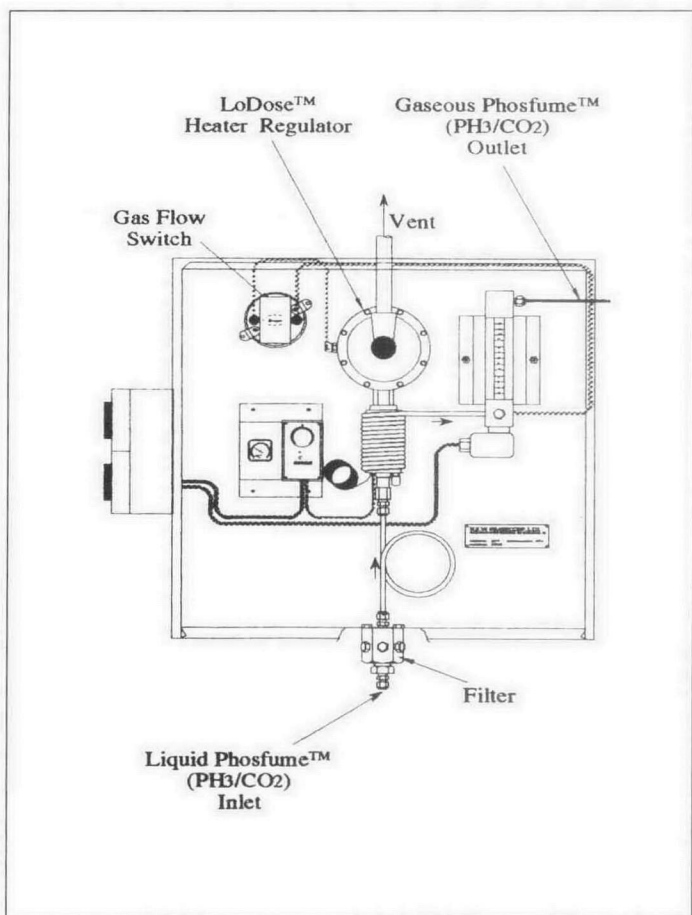 LoDose™
Heater Regulator
Gaseous Phosfume™
(PH3/CO2)
Outlet
Vent
Gas Flow
Switch
Filter
Liquid Phosfume™
(PH3/CO2)
Inlet